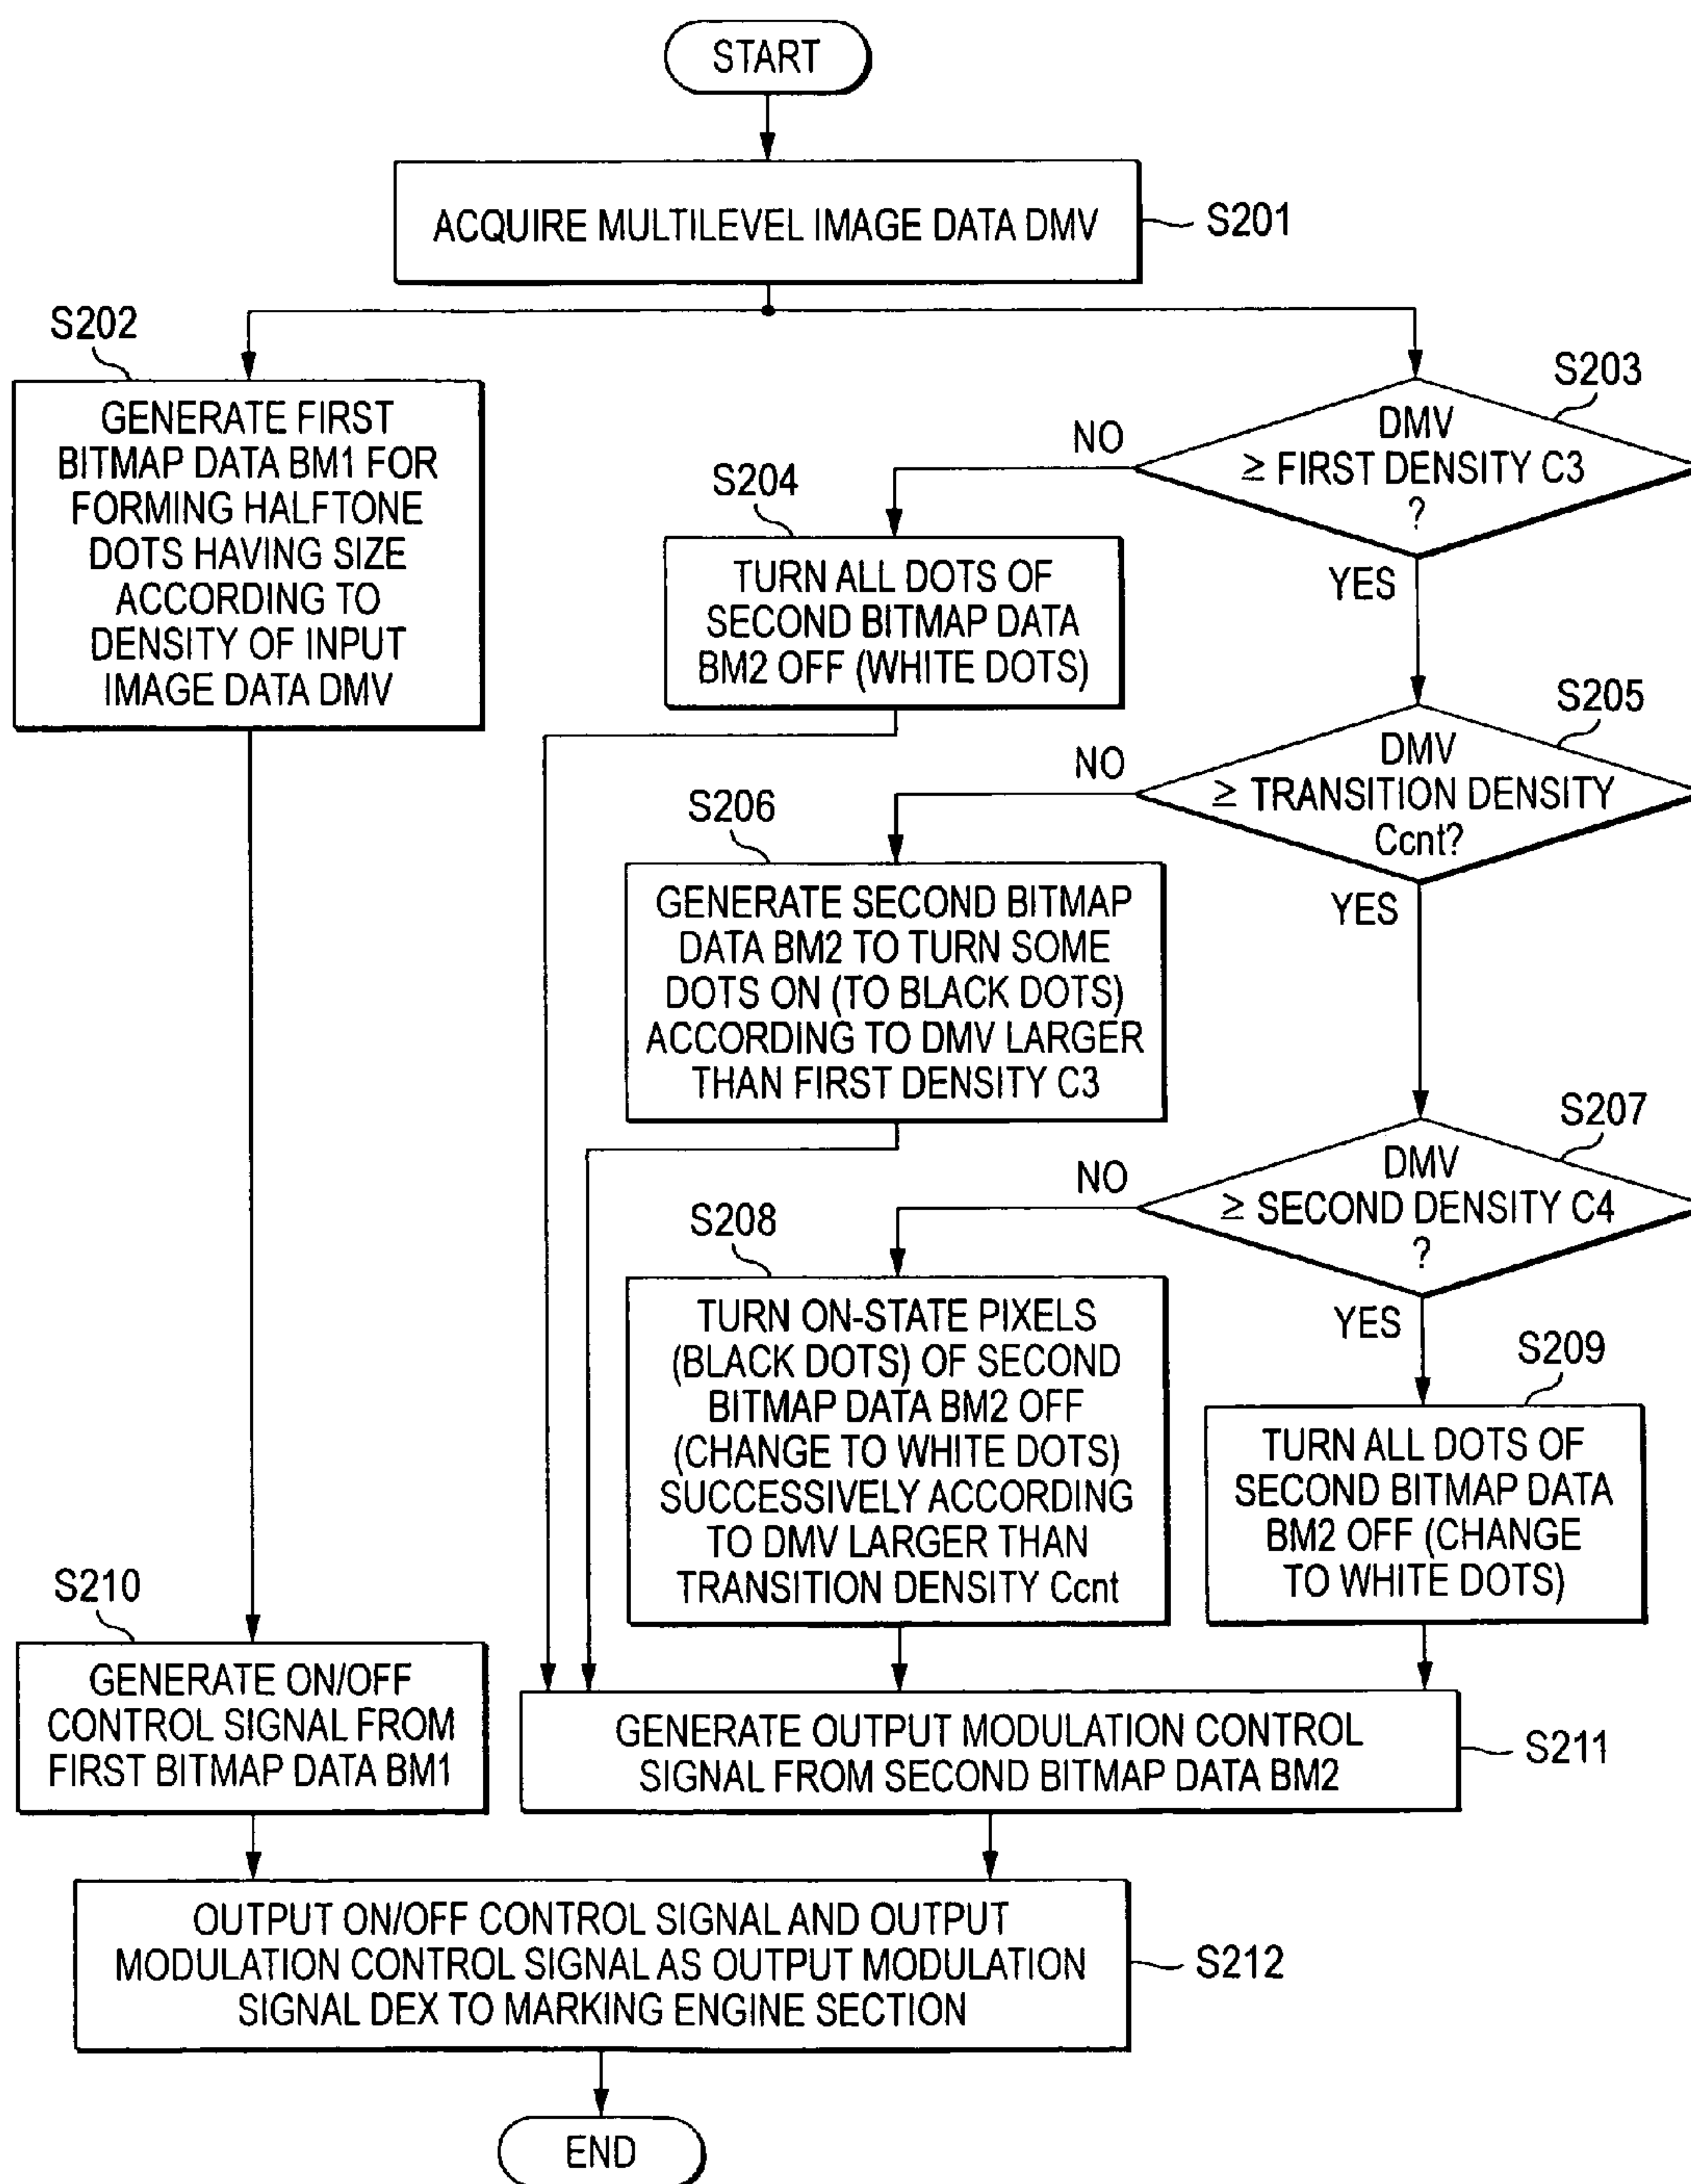 START
ACQUIRE MULTILEVEL IMAGE DATA DMV
S201
S202
GENERATE FIRST
BITMAP DATA BM1 FOR
FORMING HALFTONE
DOTS HAVING SIZE
ACCORDING TO
DENSITY OF INPUT
IMAGE DATA DMV
S203
DMV
≥ FIRST DENSITY C3
?
NO
YES
S204
TURN ALL DOTS OF
SECOND BITMAP DATA
BM2 OFF (WHITE DOTS)
S205
DMV
≥ TRANSITION DENSITY
Ccnt?
NO
YES
S206
GENERATE SECOND BITMAP
DATA BM2 TO TURN SOME
DOTS ON (TO BLACK DOTS)
ACCORDING TO DMV LARGER
THAN FIRST DENSITY C3
S207
DMV
≥ SECOND DENSITY C4
?
NO
YES
S208
TURN ON-STATE PIXELS
(BLACK DOTS) OF SECOND
BITMAP DATA BM2 OFF
(CHANGE TO WHITE DOTS)
SUCCESSIVELY ACCORDING
TO DMV LARGER THAN
TRANSITION DENSITY Ccnt
S209
TURN ALL DOTS OF
SECOND BITMAP DATA
BM2 OFF (CHANGE
TO WHITE DOTS)
S210
GENERATE ON/OFF
CONTROL SIGNAL FROM
FIRST BITMAP DATA BM1
GENERATE OUTPUT MODULATION CONTROL
SIGNAL FROM SECOND BITMAP DATA BM2
S211
OUTPUT ON/OFF CONTROL SIGNAL AND OUTPUT
MODULATION CONTROL SIGNAL AS OUTPUT MODULATION
SIGNAL DEX TO MARKING ENGINE SECTION
S212
END